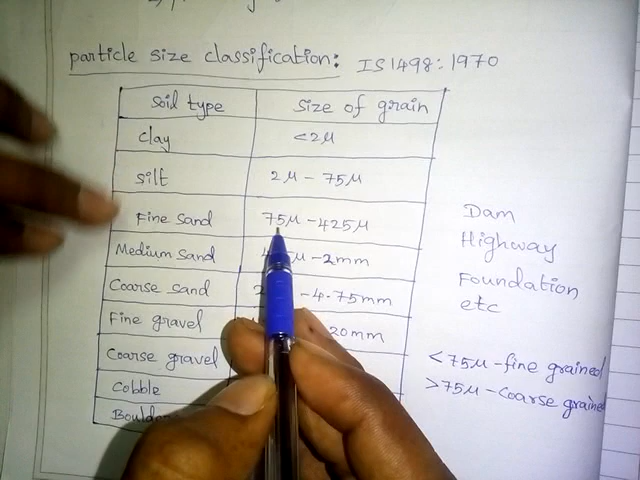 particle size classification: IS1498:1970
Soil type Size of grain
Clay <2μ
Silt 2μ - 75μ
Fine sand 75μ - 425μ
Medium sand μ - 2mm
Coarse sand - 4.75mm
Fine gravel 20mm
Coarse gravel
Cobble
Dam
Highway
Foundation
etc
<75μ - fine grained
>75μ - Coarse grained